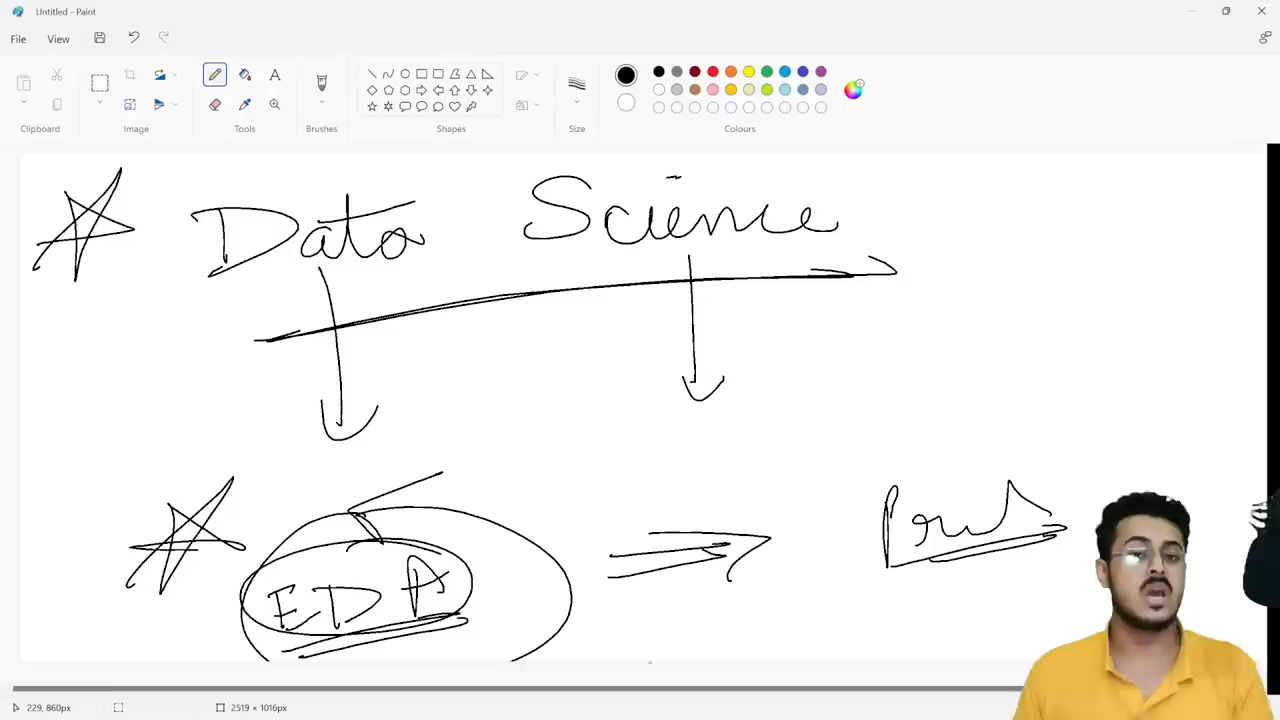 Untitled - Paint
File View
Clipboard Image Tools Brushes Shapes Size Colours
Data Science
EDA
229, 860px 2519 × 1016px